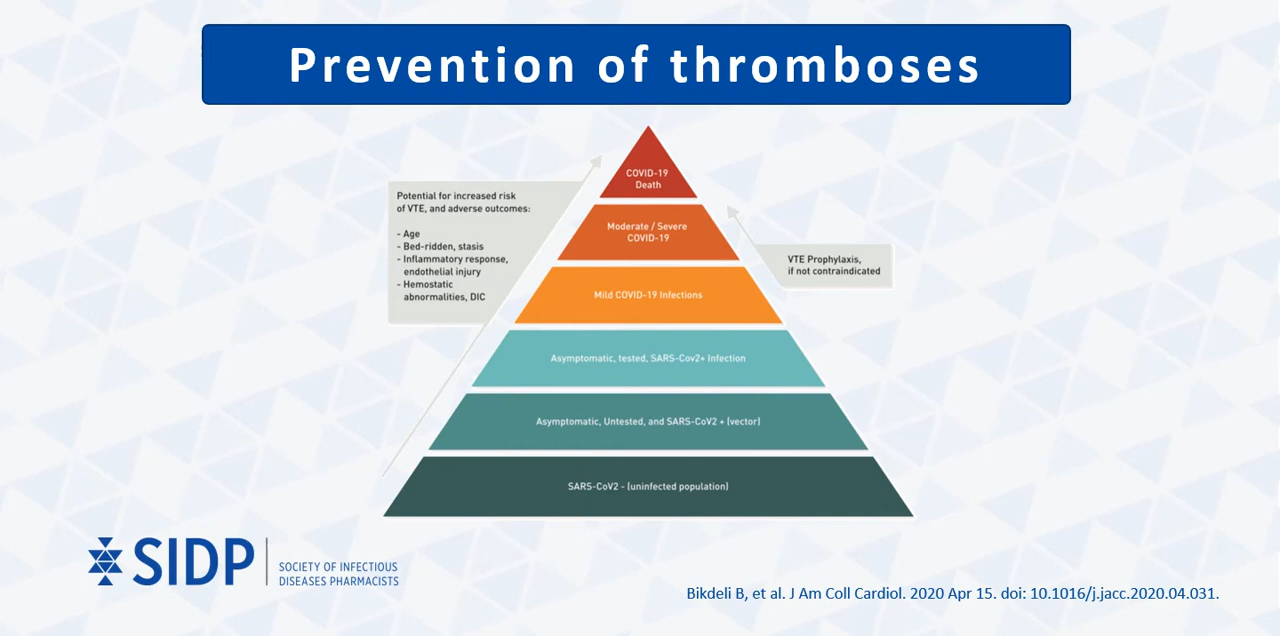 Prevention of thromboses
COVID-19
Death
Potential for increased risk
of VTE, and adverse outcomes:
- Age
- Bed-ridden, stasis
- Inflammatory response,
endothelial injury
- Hemostatic
abnormalities, DIC
Moderate / Severe
COVID-19
VTE Prophylaxis,
if not contraindicated
Mild COVID-19 Infections
Asymptomatic, tested, SARS-Cov2+ Infection
Asymptomatic, Untested, and SARS-CoV2 + (vector)
SARS-CoV2 - (uninfected population)
SIDP
SOCIETY OF INFECTIOUS
DISEASES PHARMACISTS
Bikdeli B, et al. J Am Coll Cardiol. 2020 Apr 15. doi: 10.1016/j.jacc.2020.04.031.